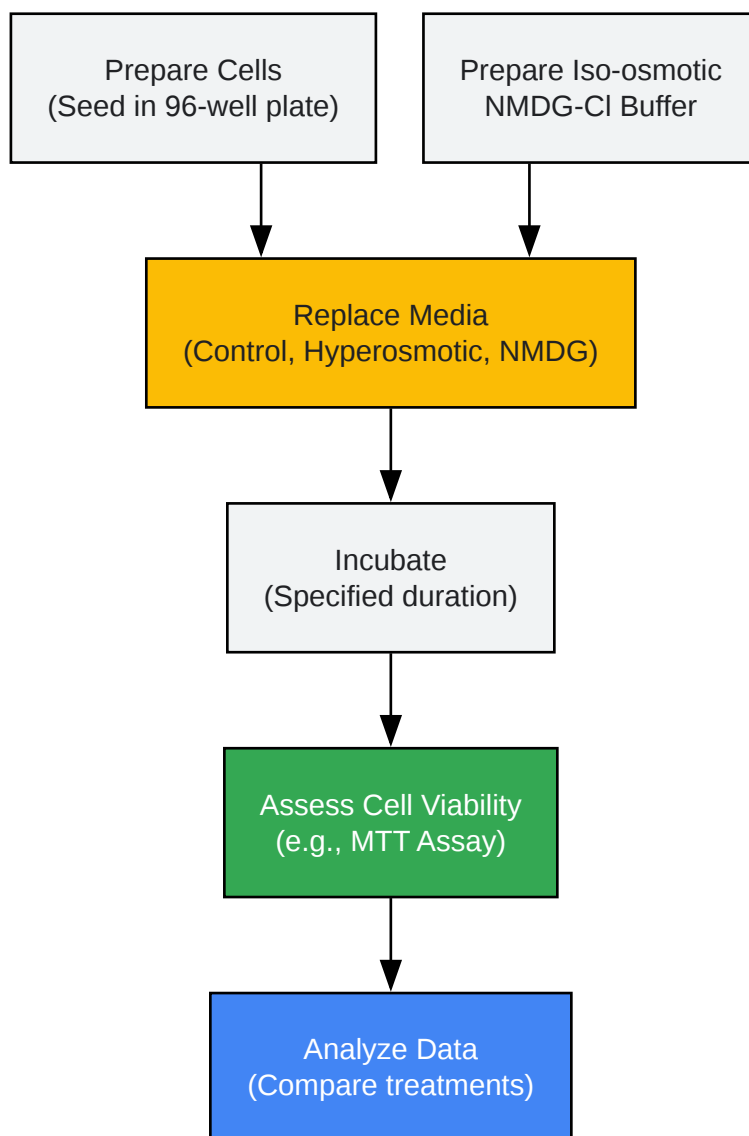 Prepare Cells
(Seed in 96-well plate)
Prepare Iso-osmotic
NMDG-Cl Buffer
Replace Media
(Control, Hyperosmotic, NMDG)
Incubate
(Specified duration)
Assess Cell Viability
(e.g., MTT Assay)
Analyze Data
(Compare treatments)